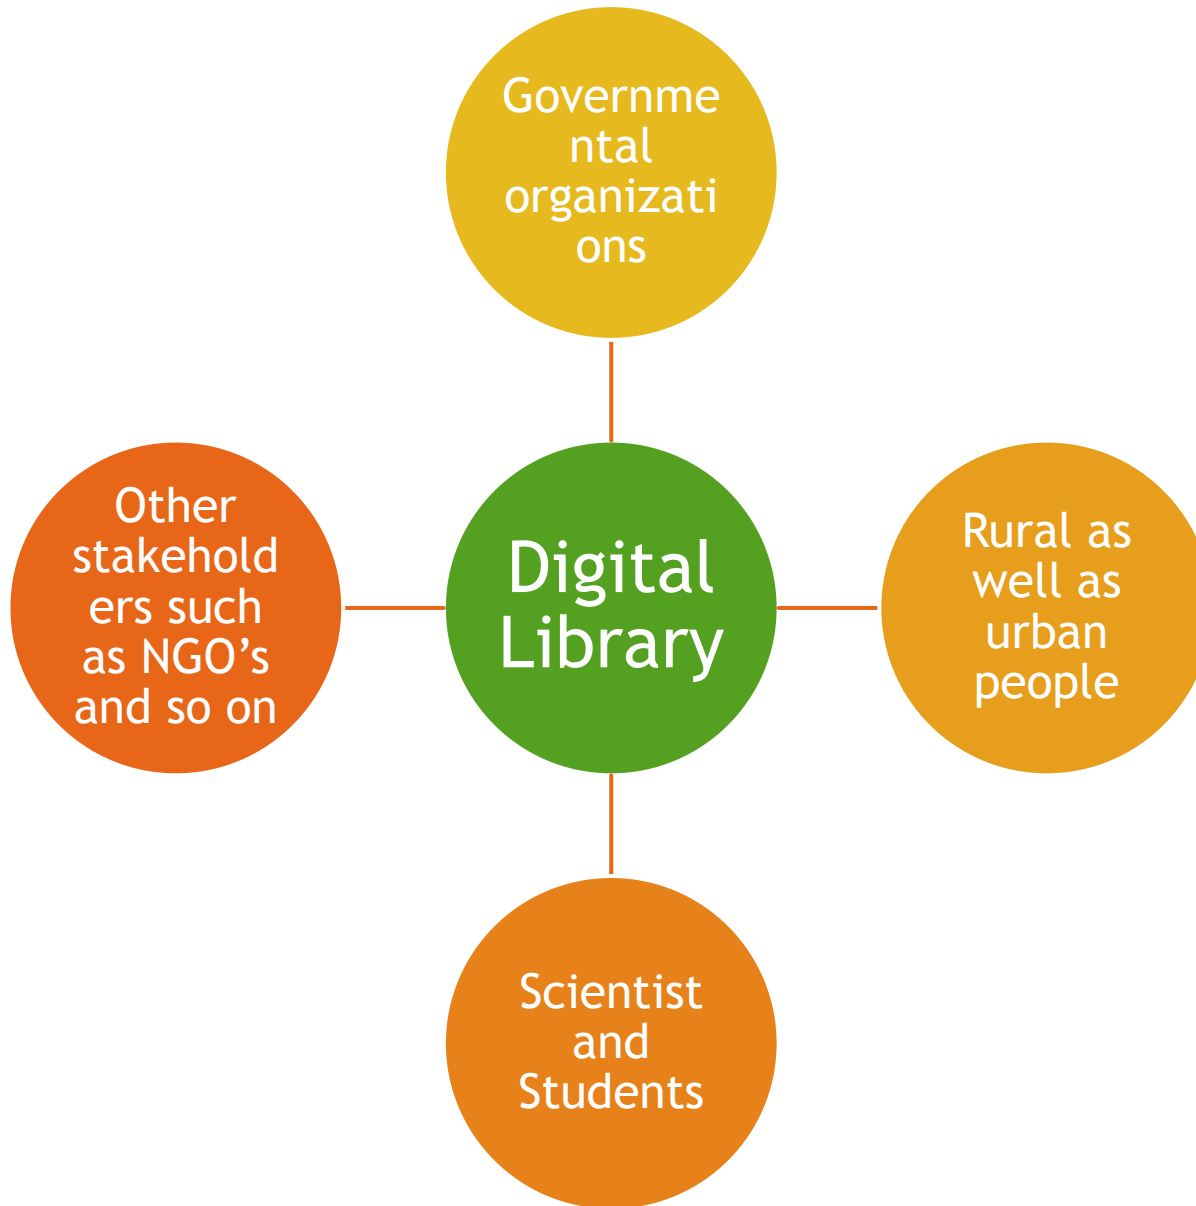 Governme
ntal
organizati
ons
Other
stakehold
ers such
as NGO’s
and so on
Digital
Library
Rural as
well as
urban
people
Scientist
and
Students